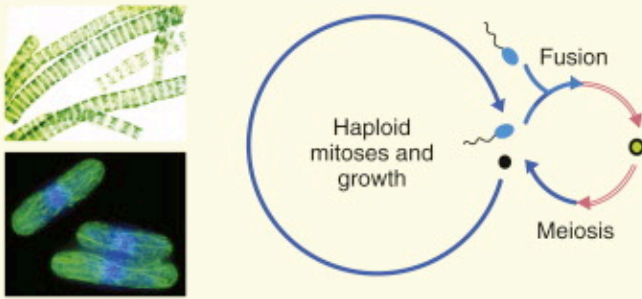 Fusion
Haploid
mitoses and
growth
Meiosis